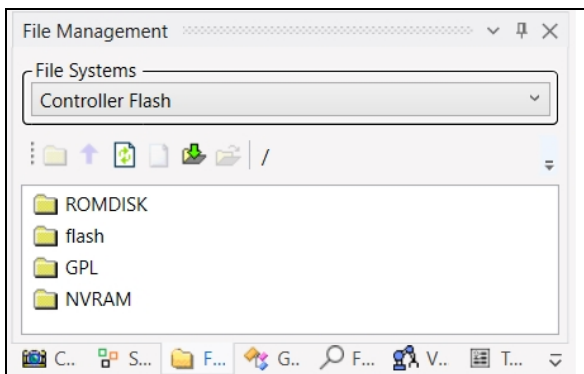 File Management
File Systems
Controller Flash
/
ROMDISK
flash
GPL
NVRAM
C.. S... F... G.. F... V.. T...